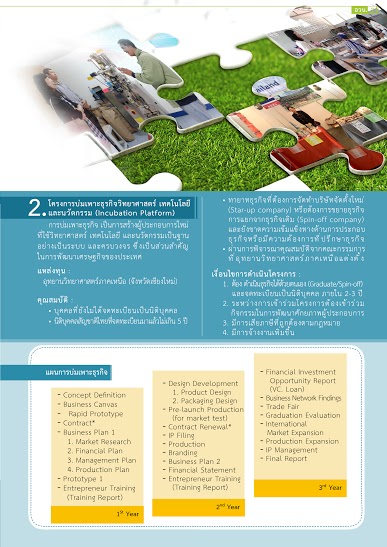 อวน.
2. โครงการบ่มเพาะธุรกิจวิทยาศาสตร์ เทคโนโลยี
และนวัตกรรม (Incubation Platform)
การบ่มเพาะธุรกิจ เป็นการสร้างผู้ประกอบการใหม่
ที่ใช้วิทยาศาสตร์ เทคโนโลยี และนวัตกรรมเป็นฐาน
อย่างเป็นระบบ และครบวงจร ซึ่งเป็นส่วนสำคัญ
ในการพัฒนาเศรษฐกิจของประเทศ
แหล่งทุน :
อุทยานวิทยาศาสตร์ภาคเหนือ (จังหวัดเชียงใหม่)
คุณสมบัติ :
• บุคคลที่ยังไม่ได้จดทะเบียนเป็นนิติบุคคล
• นิติบุคคลสัญชาติไทยที่จดทะเบียนมาแล้วไม่เกิน 5 ปี
• ทายาทธุรกิจที่ต้องการจัดทำบริษัทจัดตั้งใหม่
(Star-up company) หรือต้องการขยายธุรกิจ
การแยกจากธุรกิจเดิม (Spin-off company)
และยังขาดความเข้มแข็งทางด้านการประกอบ
ธุรกิจหรือมีความต้องการที่ปรึกษาธุรกิจ
• ผ่านการพิจารณาคุณสมบัติจากคณะกรรมการ
ที่อุทยานวิทยาศาสตร์ภาคเหนือแต่งตั้ง
เงื่อนไขการดำเนินโครงการ :
1. ต้องดำเนินธุรกิจได้ด้วยตนเอง (Graduate/Spin-off)
และจดทะเบียนเป็นนิติบุคคล ภายใน 2-3 ปี
2. ระหว่างการเข้าร่วมโครงการต้องเข้าร่วม
กิจกรรมในการพัฒนาศักยภาพผู้ประกอบการ
3. มีการเสียภาษีที่ถูกต้องตามกฎหมาย
4. มีการจ้างงานเพิ่มขึ้น
แผนการบ่มเพาะธุรกิจ
- Concept Definition
- Business Canvas
- Rapid Prototype
- Contract*
- Business Plan 1
1. Market Research
2. Financial Plan
3. Management Plan
4. Production Plan
- Prototype 1
- Entrepreneur Training
(Training Report)
1st Year
- Design Development
1. Product Design
2. Packaging Design
- Pre-launch Production
(for market test)
- Contract Renewal*
- IP Filing
- Production
- Branding
- Business Plan 2
- Financial Statement
- Entrepreneur Training
(Training Report)
2nd Year
- Financial Investment
Opportunity Report
(VC. Loan)
- Business Network Findings
- Trade Fair
- Graduation Evaluation
- International
Market Expansion
- Production Expansion
- IP Management
- Final Report
3rd Year